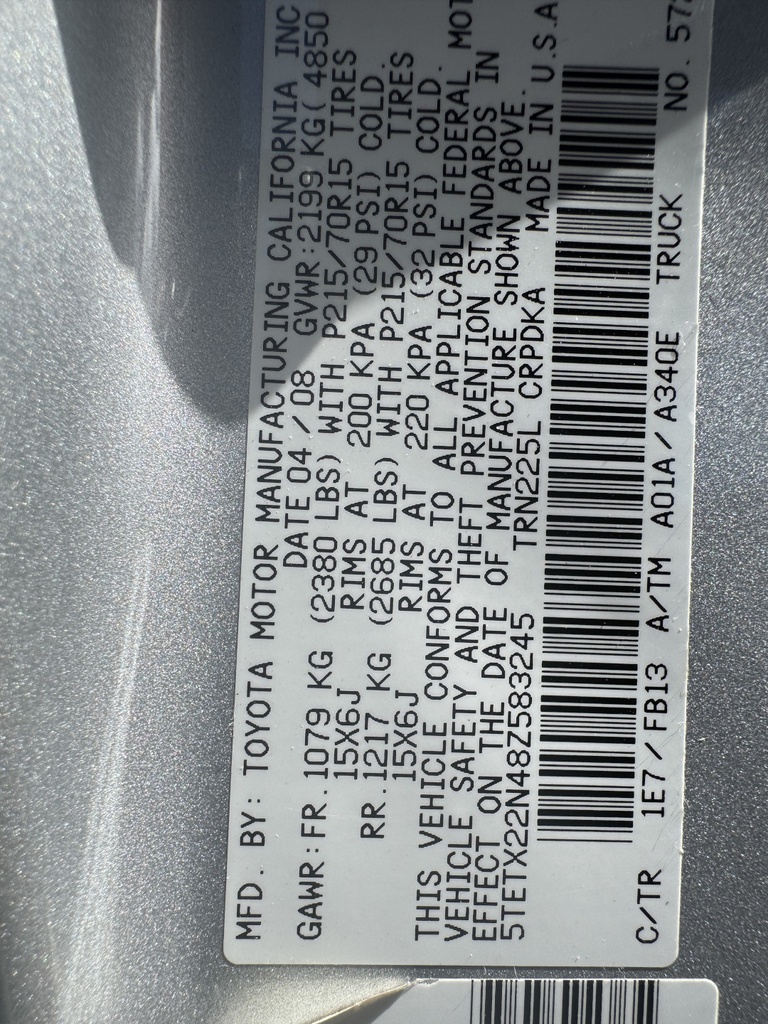 MFD. BY: TOYOTA MOTOR MANUFACTURING CALIFORNIA INC
DATE 04 / 08 GVWR:2199 KG( 4850
GAWR:FR. 1079 KG (2380 LBS) WITH P215/70R15 TIRES
15X6J RIMS AT 200 KPA (29 PSI) COLD.
RR. 1217 KG (2685 LBS) WITH P215/70R15 TIRES
15X6J RIMS AT 220 KPA (32 PSI) COLD.
THIS VEHICLE CONFORMS TO ALL APPLICABLE FEDERAL MOT
VEHICLE SAFETY AND THEFT PREVENTION STANDARDS IN
EFFECT ON THE DATE OF MANUFACTURE SHOWN ABOVE.
5TETX22N48Z583245 TRN225L CRPDKA MADE IN U.S.A
C/TR 1E7 / FB13 A/TM A01A / A340E TRUCK NO. 57